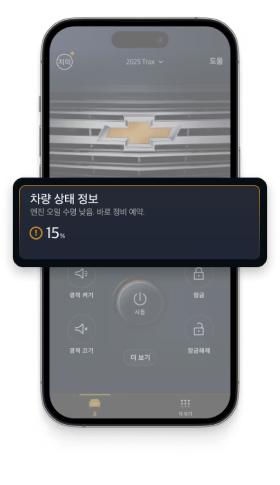 지이
2025 Trax
도움
차량 상태 정보
엔진 오일 수명 낮음. 바로 정비 예약.
15%
경적 켜기
시동
잠금
경적 끄기
더 보기
잠금해제
홈
더 보기